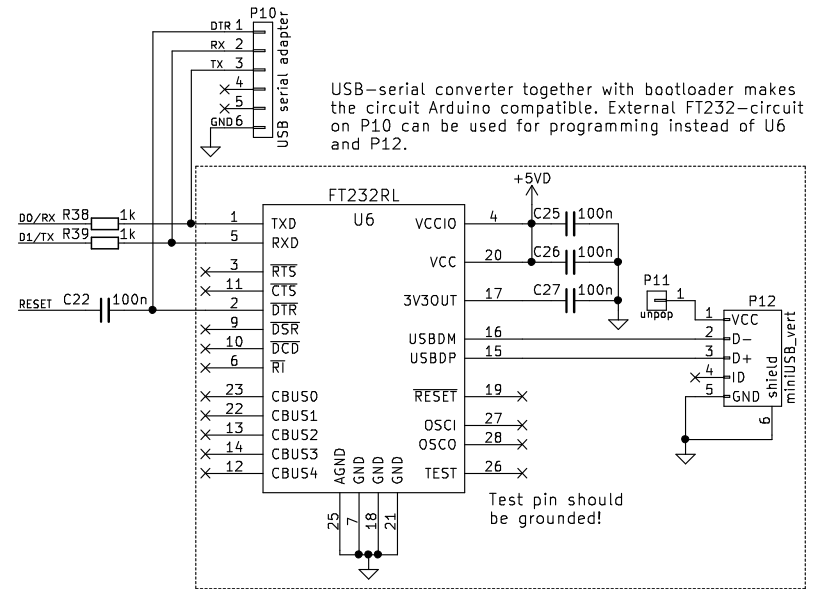 P10
DTR 1
RX 2
TX 3
4
5
GND 6
USB serial adapter
USB-serial converter together with bootloader makes
the circuit Arduino compatible. External FT232-circuit
on P10 can be used for programming instead of U6
and P12.
+5VD
FT232RL
U6
D0/RX R38 1k
D1/TX R39 1k
RESET C22 100n
1 TXD
5 RXD
3 RTS
11 CTS
2 DTR
9 DSR
10 DCD
6 RI
23 CBUS0
22 CBUS1
13 CBUS2
14 CBUS3
12 CBUS4
VCCIO 4
VCC 20
3V3OUT 17
USBDM 16
USBDP 15
RESET 19
OSCI 27
OSCO 28
TEST 26
AGND GND GND GND
25 7 18 21
C25 100n
C26 100n
C27 100n
P11
1
unpop
P12
1 VCC
2 D-
3 D+
4 ID
5 GND
6
shield
miniUSB_vert
Test pin should
be grounded!